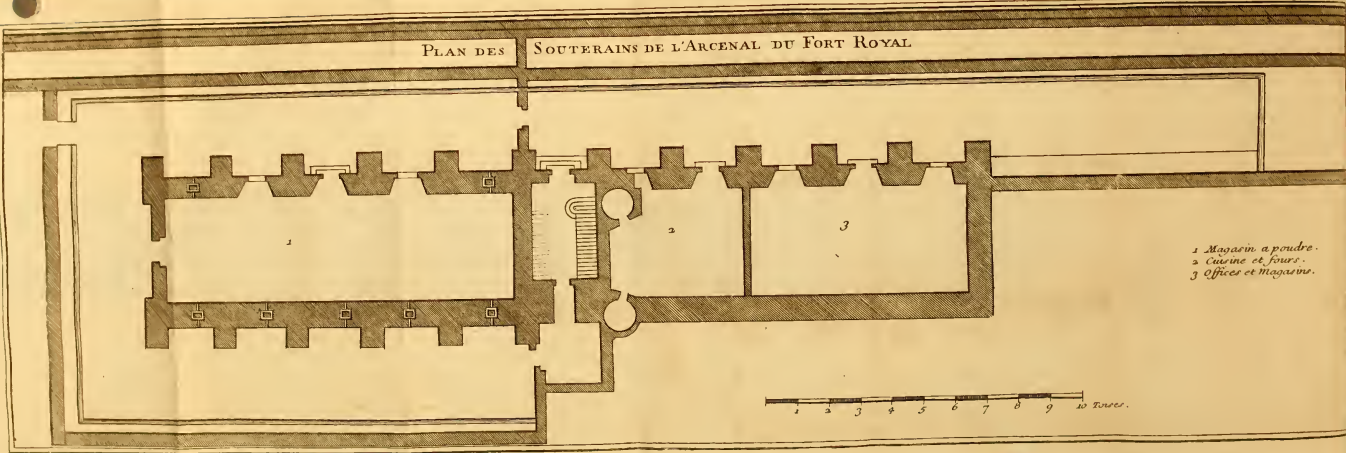 PLAN DES SOUTERAINS DE L'ARCENAL DU FORT ROYAL
1
2
3
1 Magasin a poudre.
2 Cuisine et fours.
3 Offices et Magasins.
1 2 3 4 5 6 7 8 9 10 Toises.